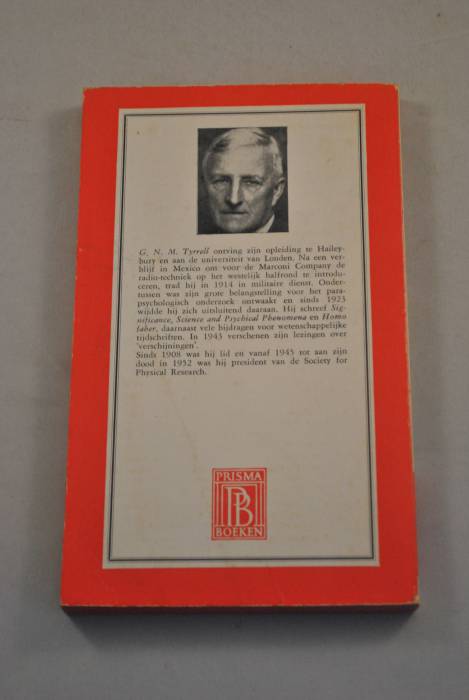 G. N. M. Tyrrell ontving zijn opleiding te Hailey-
bury en aan de universiteit van Londen. Na een ver-
blijf in Mexico om voor de Marconi Company de
radio-techniek op het westelijk halfrond te introdu-
ceren, trad hij in 1914 in militaire dienst. Onder-
tussen was zijn grote belangstelling voor het para-
psychologisch onderzoek ontwaakt en sinds 1923
wijdde hij zich uitsluitend daaraan. Hij schreef Sig-
nificance, Science and Psychical Phenomena en Homo
faber, daarnaast vele bijdragen voor wetenschappelijke
tijdschriften. In 1943 verschenen zijn lezingen over
'verschijningen'.
Sinds 1908 was hij lid en vanaf 1945 tot aan zijn
dood in 1952 was hij president van de Society for
Physical Research.
PRISMA
PB
BOEKEN